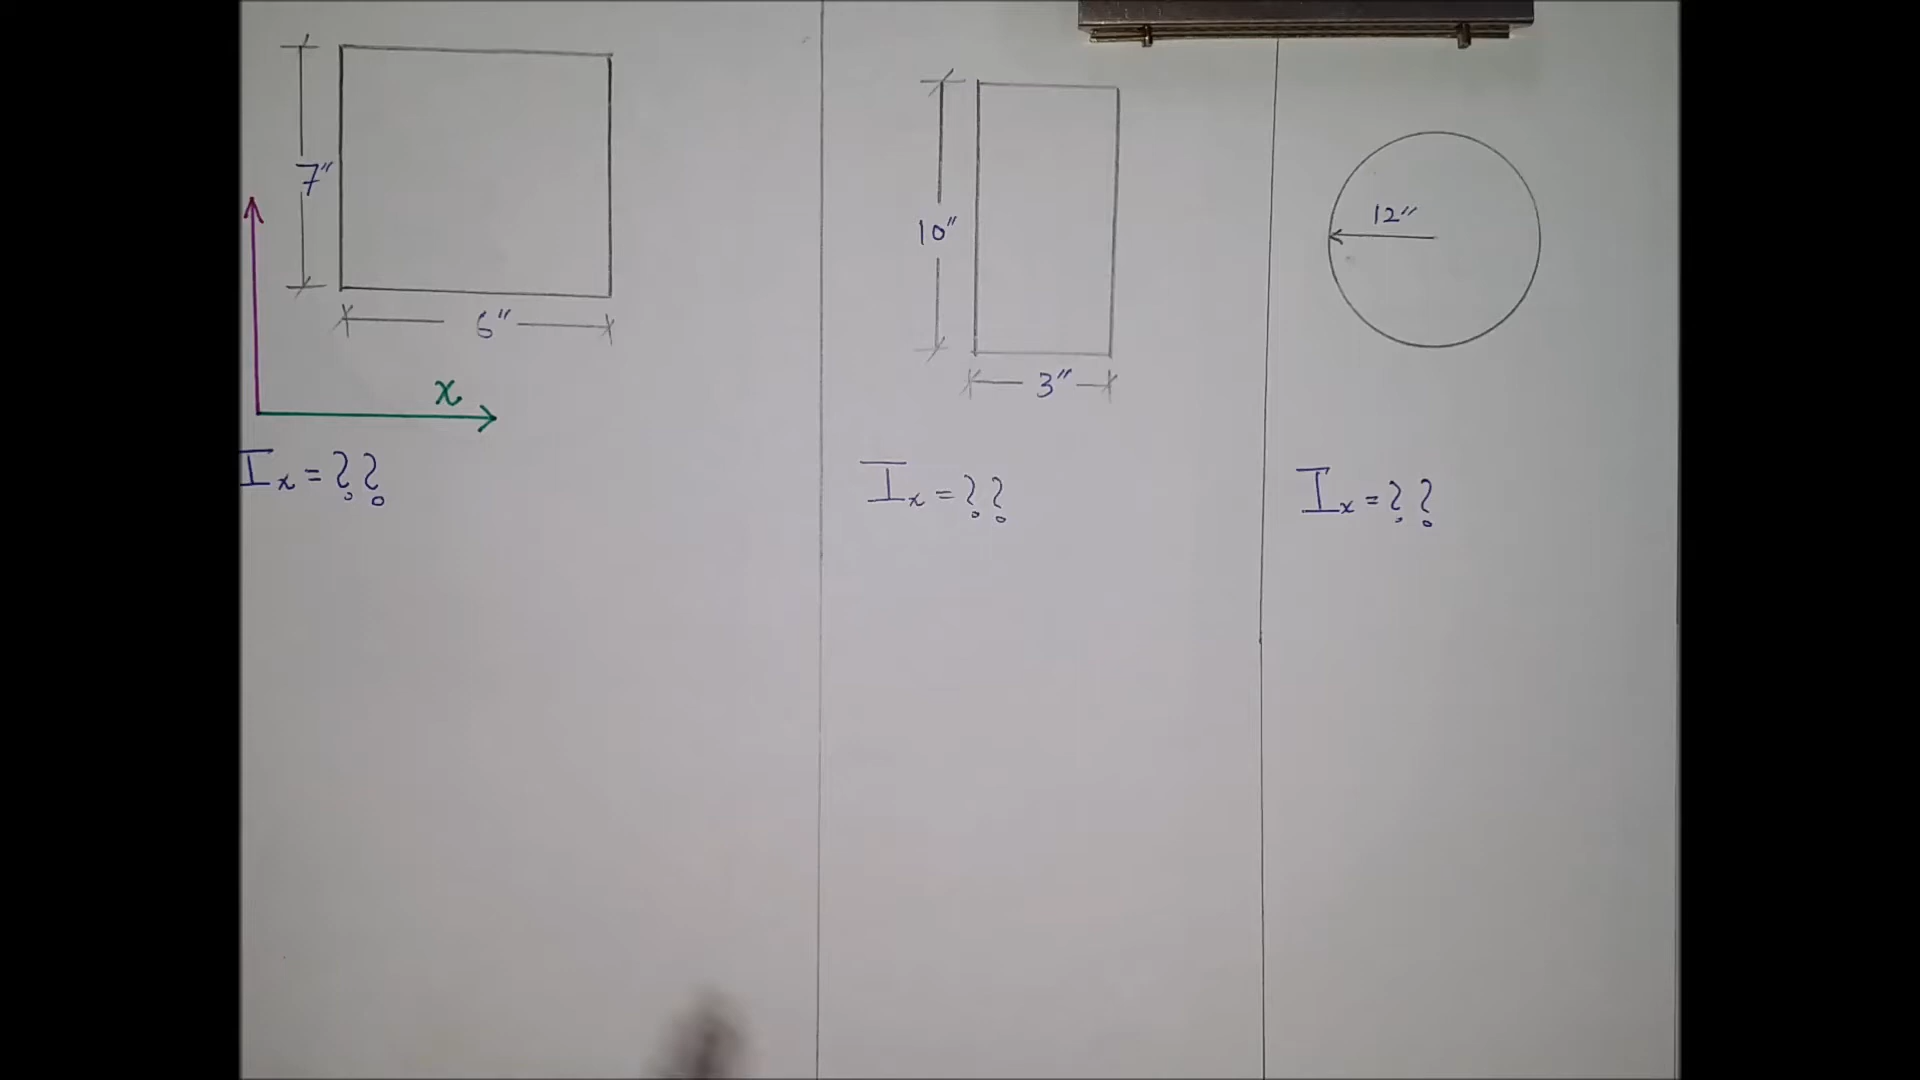 7"
6"
x
Ix = ??
10"
3"
Ix = ??
12"
Ix = ??